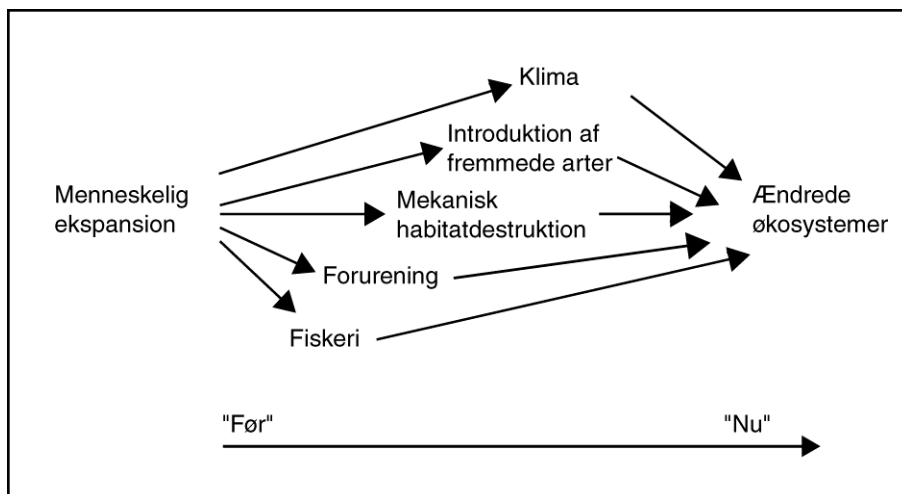 Klima
Introduktion af
fremmede arter
Menneskelig
ekspansion
Mekanisk
habitatdestruktion
Ændrede
økosystemer
Forurening
Fiskeri
"Før"
"Nu"